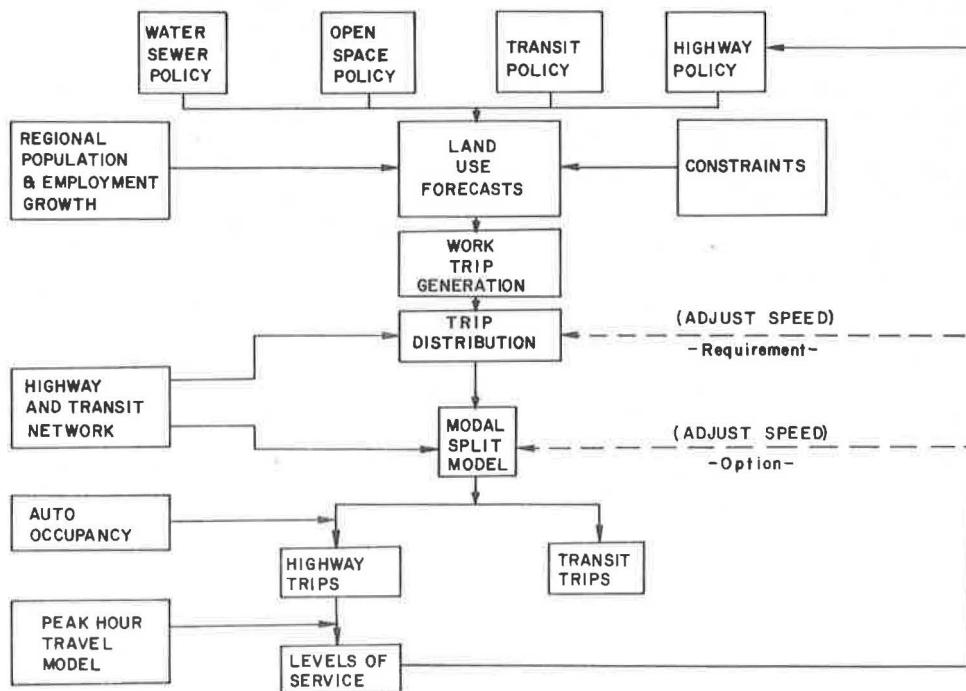 WATER
SEWER
POLICY
OPEN
SPACE
POLICY
TRANSIT
POLICY
HIGHWAY
POLICY
REGIONAL
POPULATION
& EMPLOYMENT
GROWTH
LAND
USE
FORECASTS
CONSTRAINTS
WORK
TRIP
GENERATION
TRIP
DISTRIBUTION
(ADJUST SPEED)
-Requirement-
HIGHWAY
AND TRANSIT
NETWORK
MODAL
SPLIT
MODEL
(ADJUST SPEED)
-Option-
AUTO
OCCUPANCY
HIGHWAY
TRIPS
TRANSIT
TRIPS
PEAK HOUR
TRAVEL
MODEL
LEVELS OF
SERVICE